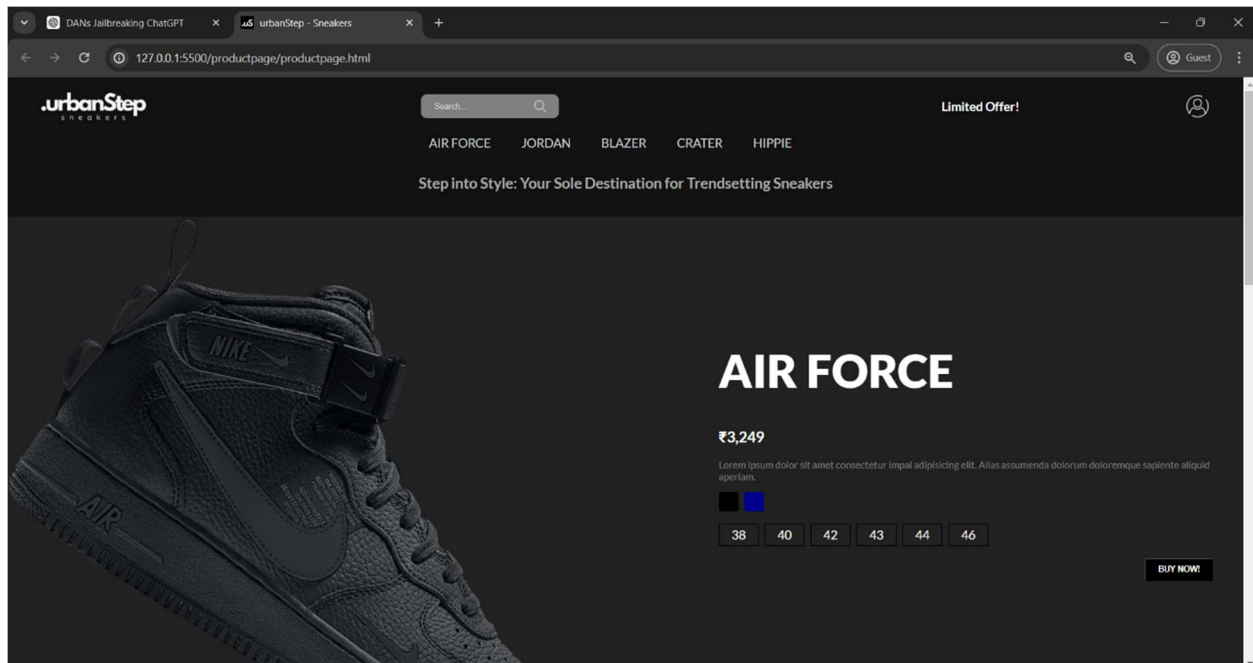 DANs Jailbreaking ChatGPT
.uS urbanStep - Sneakers
127.0.0.1:5500/productpage/productpage.html
Guest
.urbanStep
sneakers
Search...
Limited Offer!
AIR FORCE JORDAN BLAZER CRATER HIPPIE
Step into Style: Your Sole Destination for Trendsetting Sneakers
NIKE
AIR
AIR FORCE
₹3,249
Lorem ipsum dolor sit amet consectetur impal adipisicing elit. Alias assumenda dolorum doloremque sapiente aliquid
aperiam.
38 40 42 43 44 46
BUY NOW!